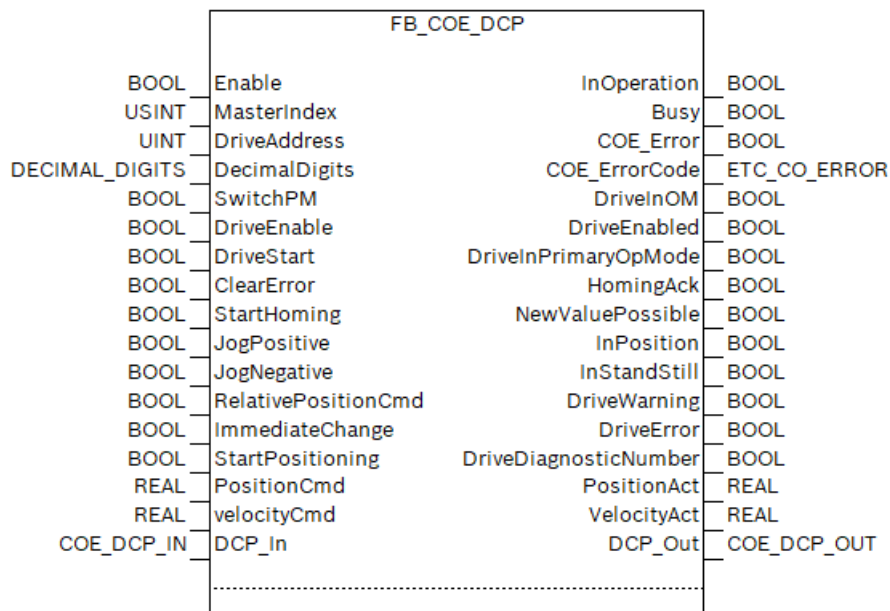 FB_COE_DCP
BOOL Enable InOperation BOOL
USINT MasterIndex Busy BOOL
UINT DriveAddress COE_Error BOOL
DECIMAL_DIGITS DecimalDigits COE_ErrorCode ETC_CO_ERROR
BOOL SwitchPM DriveInOM BOOL
BOOL DriveEnable DriveEnabled BOOL
BOOL DriveStart DriveInPrimaryOpMode BOOL
BOOL ClearError HomingAck BOOL
BOOL StartHoming NewValuePossible BOOL
BOOL JogPositive InPosition BOOL
BOOL JogNegative InStandStill BOOL
BOOL RelativePositionCmd DriveWarning BOOL
BOOL ImmediateChange DriveError BOOL
BOOL StartPositioning DriveDiagnosticNumber BOOL
REAL PositionCmd PositionAct REAL
REAL velocityCmd VelocityAct REAL
COE_DCP_IN DCP_In DCP_Out COE_DCP_OUT